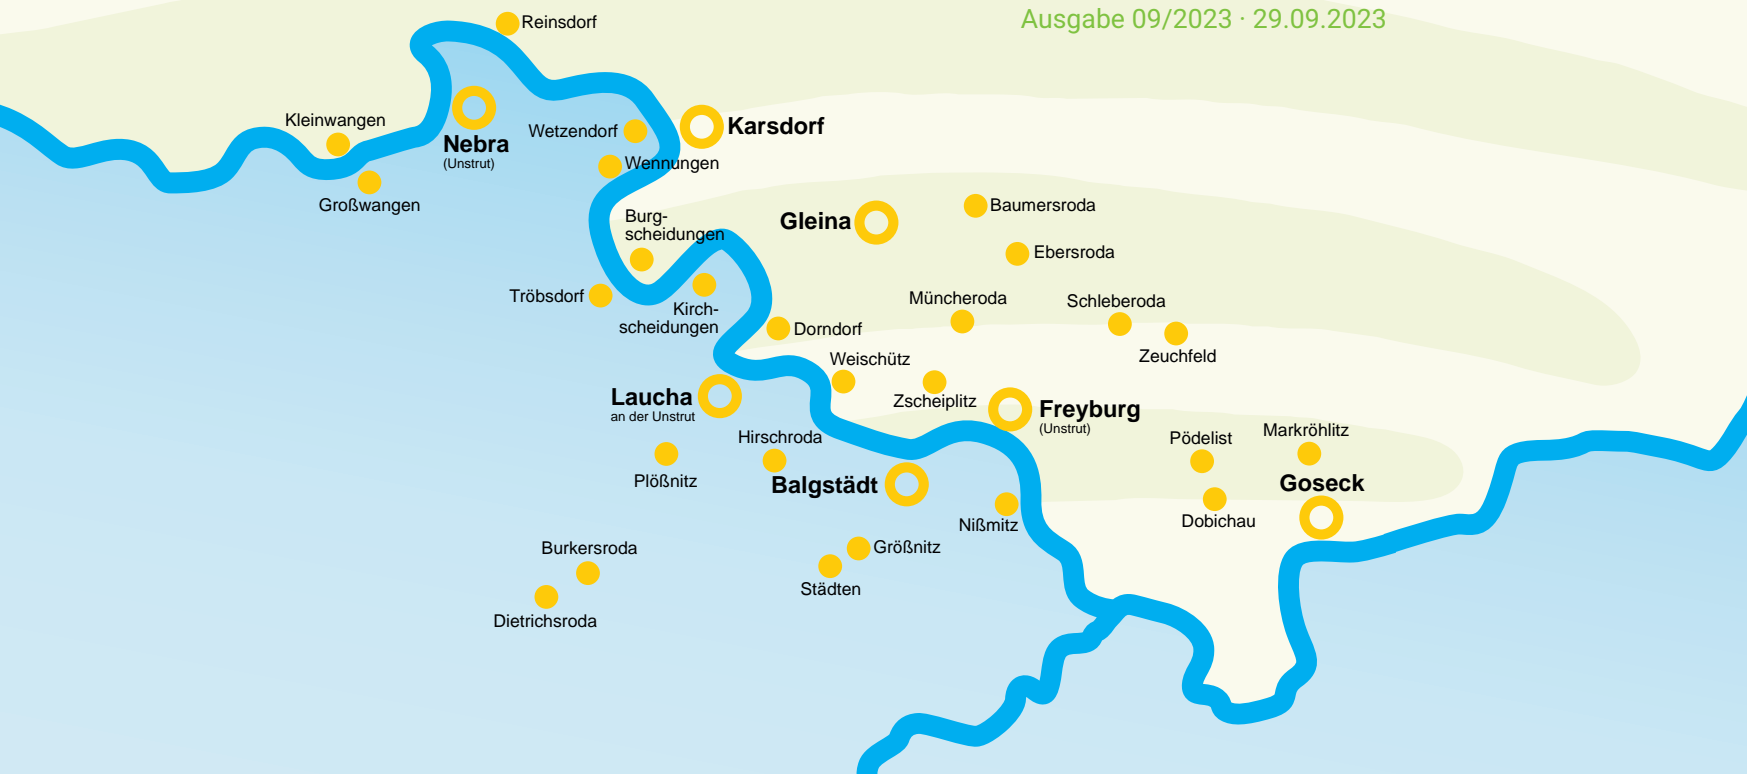 Ausgabe 09/2023 · 29.09.2023
Reinsdorf
Kleinwangen
Nebra
(Unstrut)
Wetzendorf
Karsdorf
Wennungen
Großwangen
Burg-
scheidungen
Gleina
Baumersroda
Ebersroda
Tröbsdorf
Kirch-
scheidungen
Müncheroda
Schleberoda
Dorndorf
Zeuchfeld
Weischütz
Laucha
an der Unstrut
Zscheiplitz
Freyburg
(Unstrut)
Hirschroda
Pödelist
Markröhlitz
Plößnitz
Balgstädt
Goseck
Nißmitz
Dobichau
Burkersroda
Größnitz
Städten
Dietrichsroda